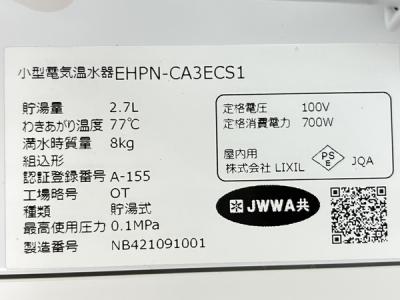 小型電気温水器EHPN-CA3ECS1
貯湯量 2.7L
わきあがり温度 77℃
満水時質量 8kg
組込形
認証登録番号 A-155
工場略号 OT
種類 貯湯式
最高使用圧力 0.1MPa
製造番号 NB421091001
定格電圧 100V
定格消費電力 700W
屋内用
株式会社 LIXIL
PSE
JQA
JWWA共